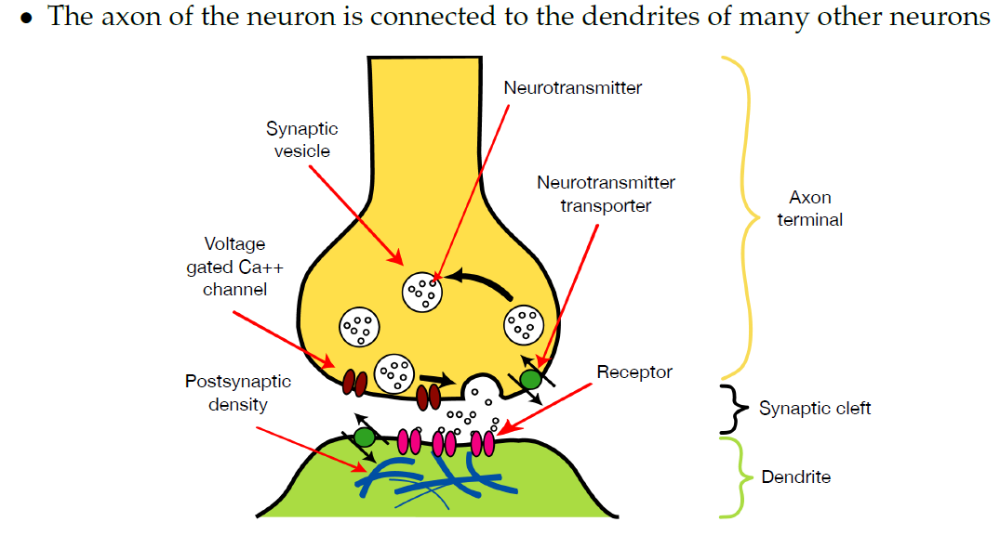 • The axon of the neuron is connected to the dendrites of many other neurons
Neurotransmitter
Synaptic
vesicle
Neurotransmitter
transporter
Axon
terminal
Voltage
gated Ca++
channel
Postsynaptic
density
Receptor
Synaptic cleft
Dendrite